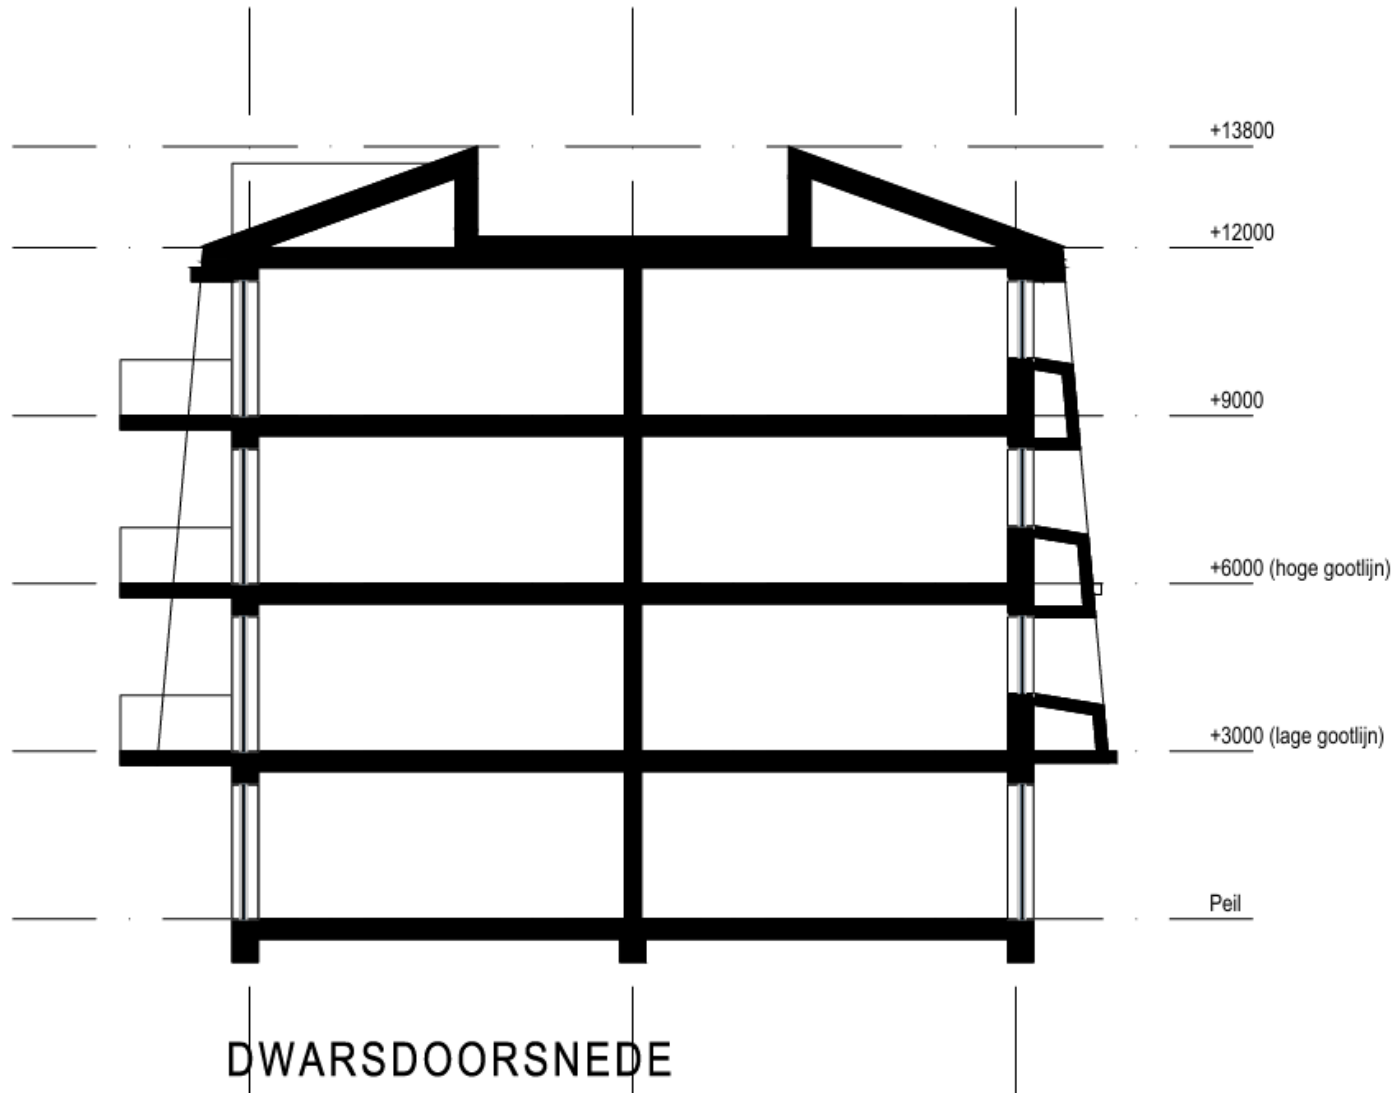 +13800
+12000
+9000
+6000 (hoge gootlijn)
+3000 (lage gootlijn)
Peil
DWARSDOORSNEDE